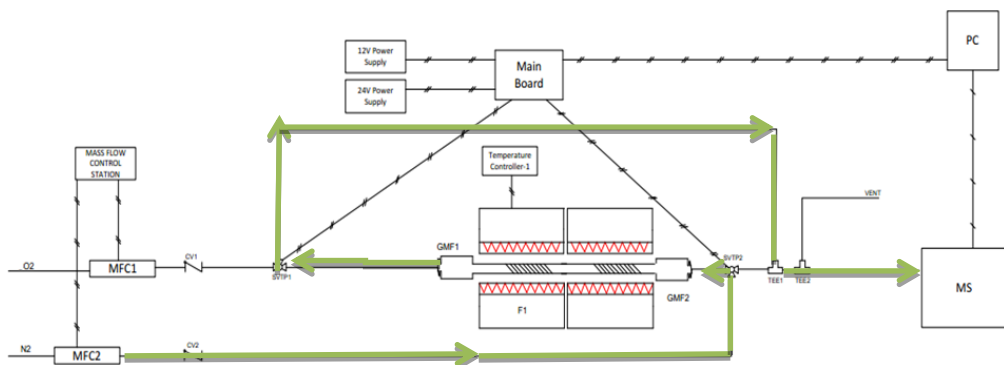 12V Power
Supply
24V Power
Supply
Main
Board
PC
MASS FLOW
CONTROL
STATION
Temperature
Controller-1
VENT
GMF1
CV1
O2
MFC1
SVTP1
SVTP2
TEE1
TEE2
MS
F1
GMF2
N2
MFC2
CV2